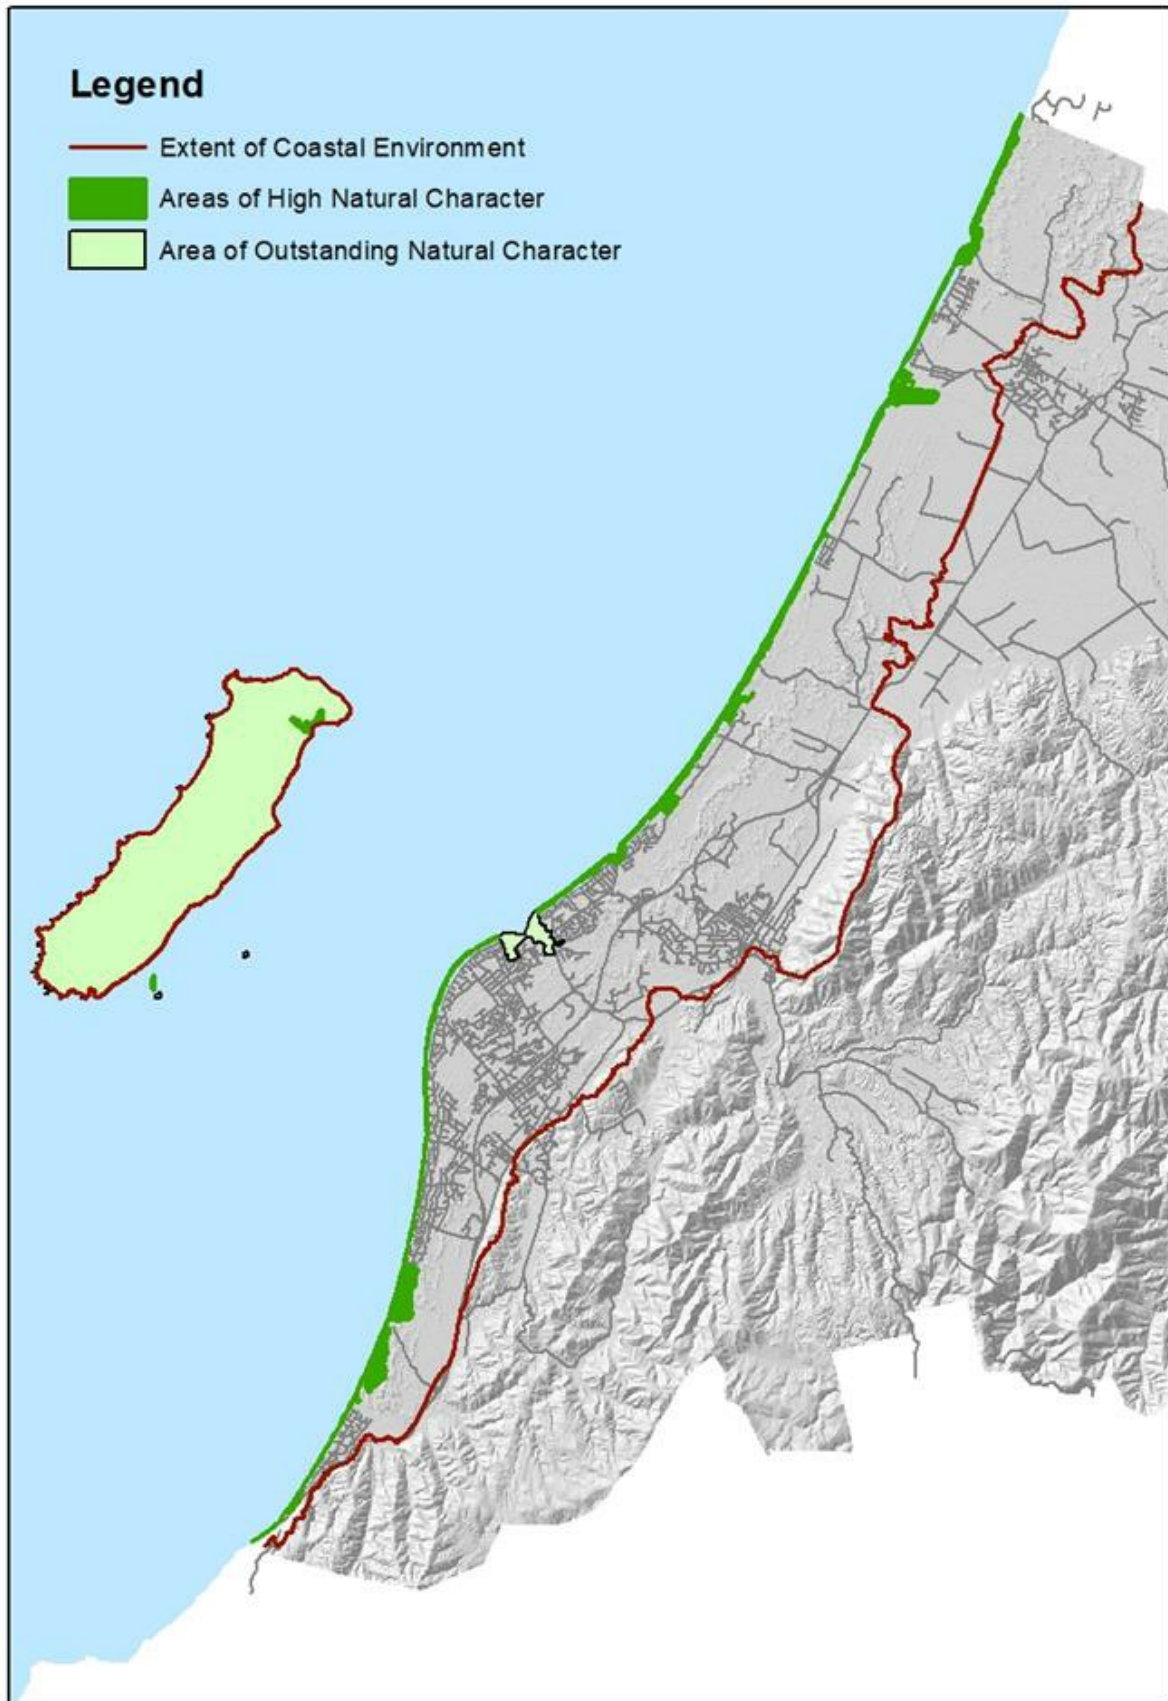 Legend
Extent of Coastal Environment
Areas of High Natural Character
Area of Outstanding Natural Character